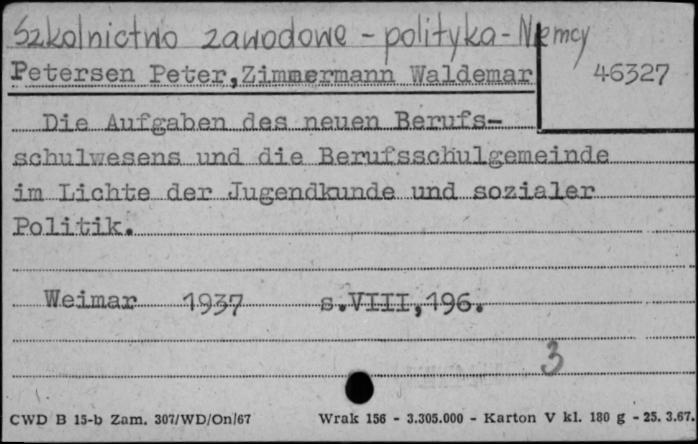 Szkolnictwo zawodowe - polityka - Niemcy
Petersen Peter, Zimmermann Waldemar
46327
Die Aufgaben des neuen Berufs-
schulwesens und die Berufsschulgemeinde
im Lichte der Jugendkunde und sozialer
Politik.
Weimar 1937 s.VIII,196.
3
CWD B 15-b Zam. 307/WD/On/67 Wrak 156 - 3.305.000 - Karton V kl. 180 g - 25. 3.67.